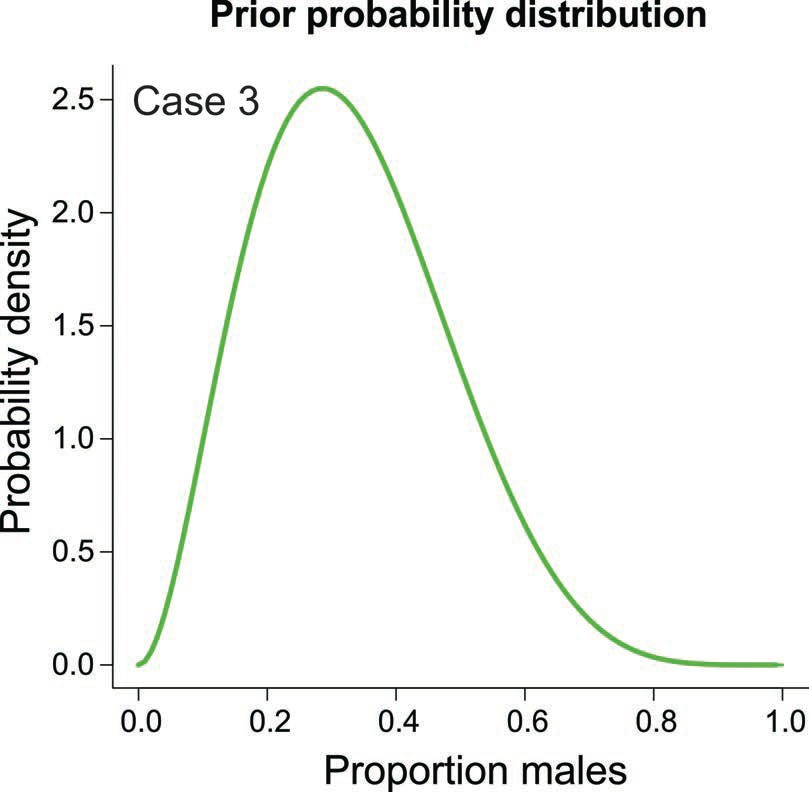 Prior probability distribution
Case 3
Probability density
2.5
2.0
1.5
1.0
0.5
0.0
0.0 0.2 0.4 0.6 0.8 1.0
Proportion males